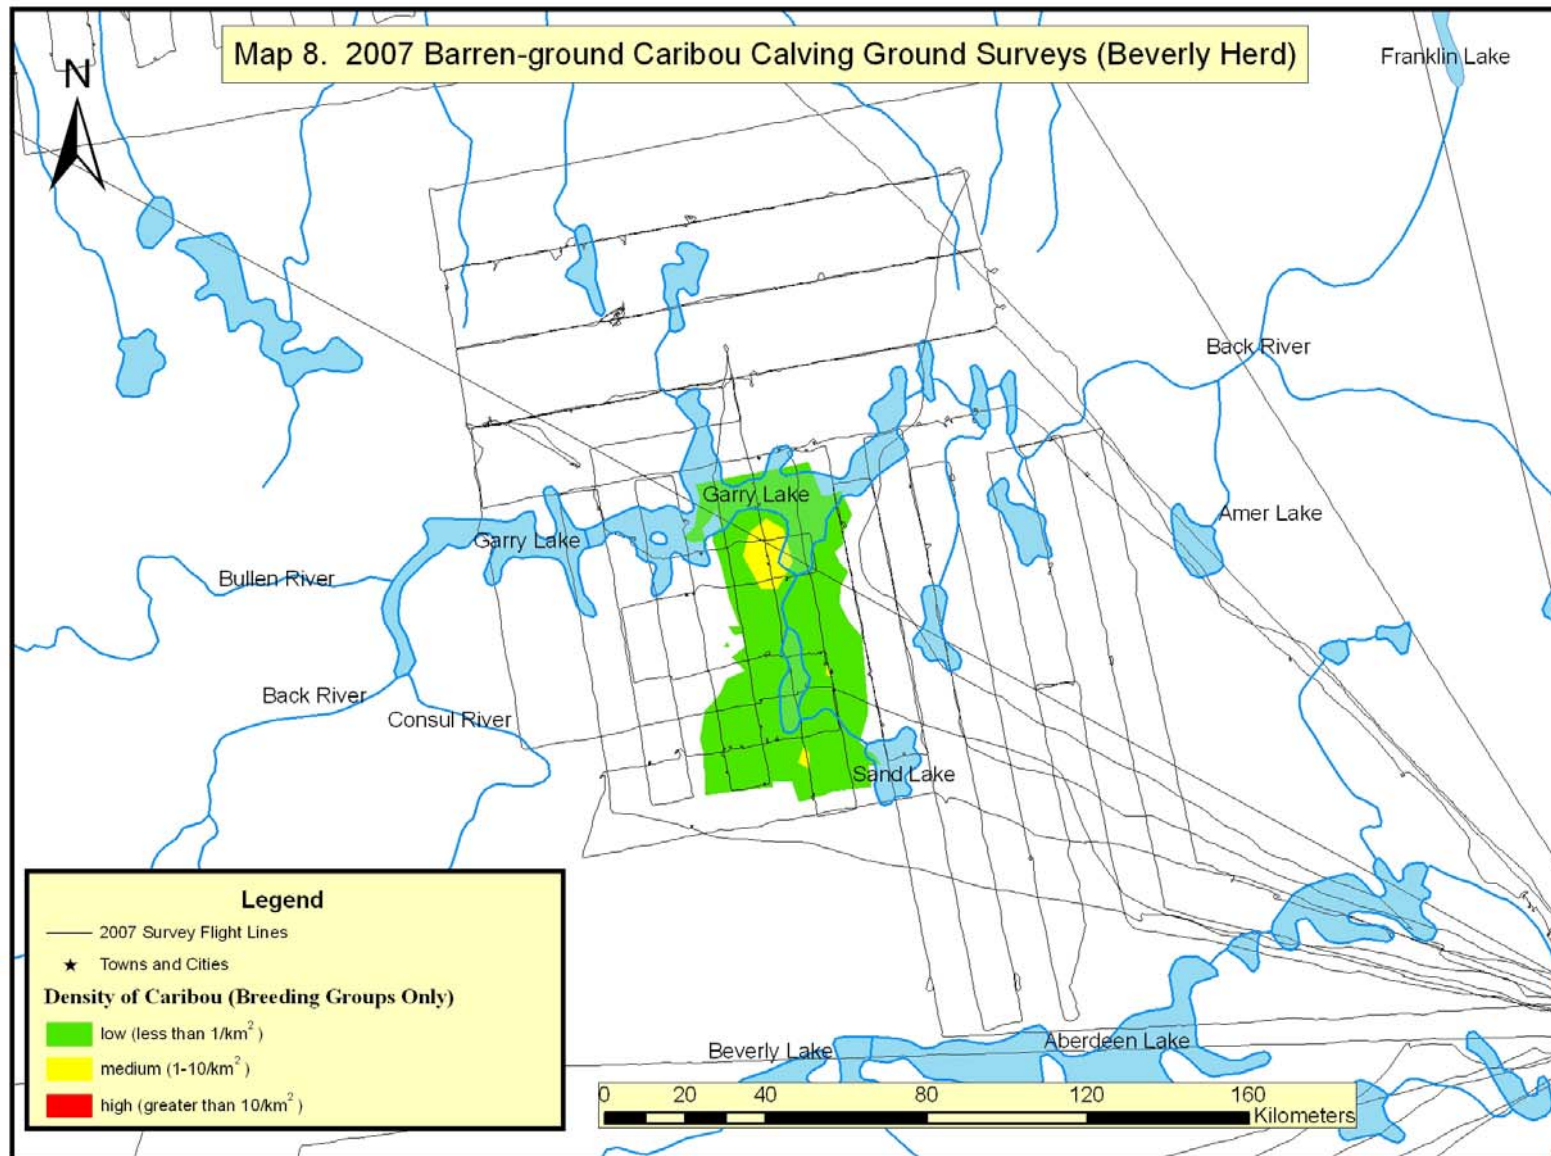 Map 8. 2007 Barren-ground Caribou Calving Ground Surveys (Beverly Herd)
Franklin Lake
N
Back River
Garry Lake
Amer Lake
Garry Lake
Bullen River
Back River
Consul River
Sand Lake
Beverly Lake
Aberdeen Lake
Legend
2007 Survey Flight Lines
Towns and Cities
Density of Caribou (Breeding Groups Only)
low (less than 1/km²)
medium (1-10/km²)
high (greater than 10/km²)
0 20 40 80 120 160
Kilometers